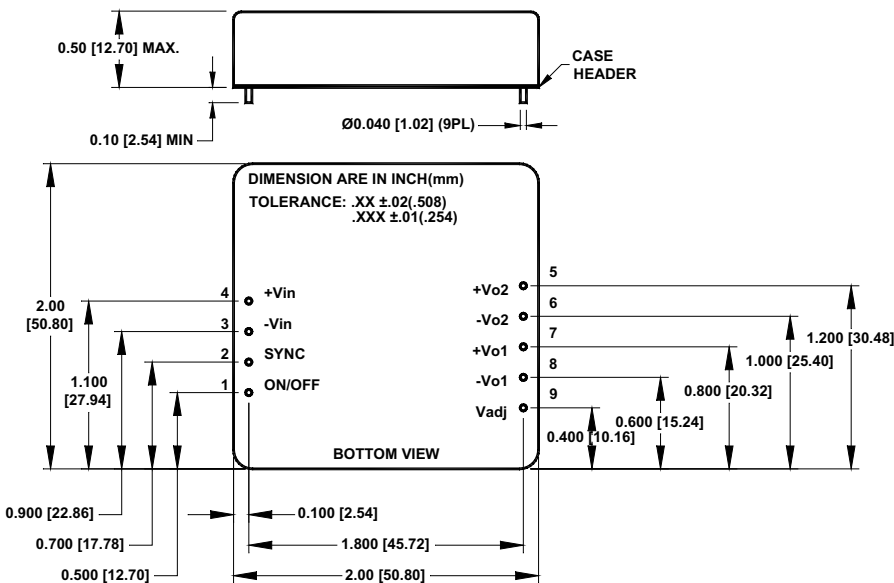 0.50 [12.70] MAX.
CASE
HEADER
0.10 [2.54] MIN
Ø0.040 [1.02] (9PL)
DIMENSION ARE IN INCH(mm)
TOLERANCE: .XX ±.02(.508)
.XXX ±.01(.254)
2.00
[50.80]
4 +Vin
3 -Vin
2 SYNC
1 ON/OFF
1.100
[27.94]
+Vo2 5
-Vo2 6
+Vo1 7
-Vo1 8
Vadj 9
1.200 [30.48]
1.000 [25.40]
0.800 [20.32]
0.600 [15.24]
0.400 [10.16]
BOTTOM VIEW
0.900 [22.86]
0.100 [2.54]
0.700 [17.78]
1.800 [45.72]
0.500 [12.70]
2.00 [50.80]